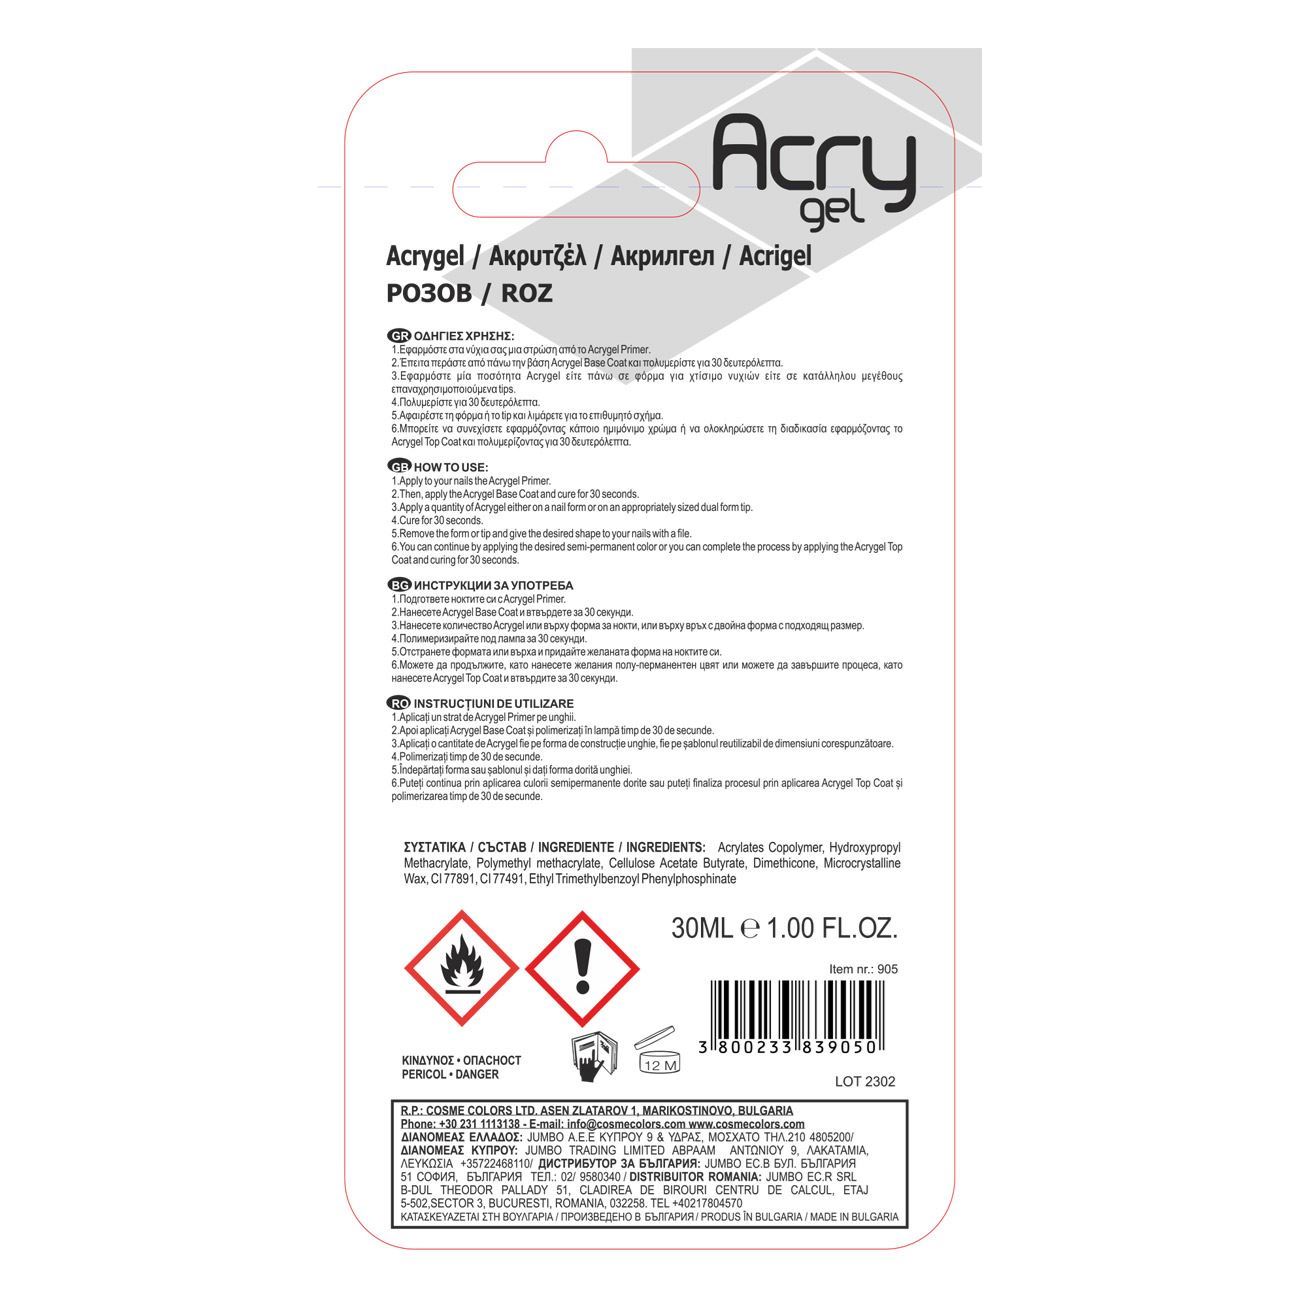 Acry
gel
Acrygel / Ακρυτζέλ / Акрилгел / Acrigel
РОЗОВ / ROZ
GR ΟΔΗΓΙΕΣ ΧΡΗΣΗΣ:
1.Εφαρμόστε στα νύχια σας μια στρώση από το Acrygel Primer.
2.Έπειτα περάστε από πάνω την βάση Acrygel Base Coat και πολυμερίστε για 30 δευτερόλεπτα.
3.Εφαρμόστε μία ποσότητα Acrygel είτε πάνω σε φόρμα για χτίσιμο νυχιών είτε σε κατάλληλου μεγέθους
επαναχρησιμοποιούμενα tips.
4.Πολυμερίστε για 30 δευτερόλεπτα.
5.Αφαιρέστε τη φόρμα ή το tip και λιμάρετε για το επιθυμητό σχήμα.
6.Μπορείτε να συνεχίσετε εφαρμόζοντας κάποιο ημιμόνιμο χρώμα ή να ολοκληρώσετε τη διαδικασία εφαρμόζοντας το
Acrygel Top Coat και πολυμερίζοντας για 30 δευτερόλεπτα.
GB HOW TO USE:
1.Apply to your nails the Acrygel Primer.
2.Then, apply the Acrygel Base Coat and cure for 30 seconds.
3.Apply a quantity of Acrygel either on a nail form or on an appropriately sized dual form tip.
4.Cure for 30 seconds.
5.Remove the form or tip and give the desired shape to your nails with a file.
6.You can continue by applying the desired semi-permanent color or you can complete the process by applying the Acrygel Top
Coat and curing for 30 seconds.
BG ИНСТРУКЦИИ ЗА УПОТРЕБА
1.Подгответе ноктите си с Acrygel Primer.
2.Нанесете Acrygel Base Coat и втвърдете за 30 секунди.
3.Нанесете количество Acrygel или върху форма за нокти, или върху връх с двойна форма с подходящ размер.
4.Полимеризирайте под лампа за 30 секунди.
5.Отстранете формата или върха и придайте желаната форма на ноктите си.
6.Можете да продължите, като нанесете желания полу-перманентен цвят или можете да завършите процеса, като
нанесете Acrygel Top Coat и втвърдите за 30 секунди.
RO INSTRUCȚIUNI DE UTILIZARE
1.Aplicați un strat de Acrygel Primer pe unghii.
2.Apoi aplicați Acrygel Base Coat și polimerizați în lampă timp de 30 de secunde.
3.Aplicați o cantitate de Acrygel fie pe forma de construcție unghie, fie pe șablonul reutilizabil de dimensiuni corespunzătoare.
4.Polimerizați timp de 30 de secunde.
5.Îndepărtați forma sau șablonul și dați forma dorită unghiei.
6.Puteți continua prin aplicarea culorii semipermanente dorite sau puteți finaliza procesul prin aplicarea Acrygel Top Coat și
polimerizarea timp de 30 de secunde.
ΣΥΣΤΑΤΙΚΑ / СЪСТАВ / INGREDIENTE / INGREDIENTS: Acrylates Copolymer, Hydroxypropyl
Methacrylate, Polymethyl methacrylate, Cellulose Acetate Butyrate, Dimethicone, Microcrystalline
Wax, CI 77891, CI 77491, Ethyl Trimethylbenzoyl Phenylphosphinate
30ML ℮ 1.00 FL.OZ.
Item nr.: 905
3 800233 839050
12 M
ΚΙΝΔΥΝΟΣ • ОПАСНОСТ
PERICOL • DANGER
LOT 2302
R.P.: COSME COLORS LTD. ASEN ZLATAROV 1, MARIKOSTINOVO, BULGARIA
Phone: +30 231 1113138 - E-mail: info@cosmecolors.com www.cosmecolors.com
ΔΙΑΝΟΜΕΑΣ ΕΛΛΑΔΟΣ: JUMBO A.E.E ΚΥΠΡΟΥ 9 & ΥΔΡΑΣ, ΜΟΣΧΑΤΟ ΤΗΛ.210 4805200/
ΔΙΑΝΟΜΕΑΣ ΚΥΠΡΟΥ: JUMBO TRADING LIMITED ΑΒΡΑΑΜ ΑΝΤΩΝΙΟΥ 9, ΛΑΚΑΤΑΜΙΑ,
ΛΕΥΚΩΣΙΑ +35722468110/ ДИСТРИБУТОР ЗА БЪЛГАРИЯ: JUMBO EC.B БУЛ. БЪЛГАРИЯ
51 СОФИЯ, БЪЛГАРИЯ ТЕЛ.: 02/ 9580340 / DISTRIBUITOR ROMANIA: JUMBO EC.R SRL
B-DUL THEODOR PALLADY 51, CLADIREA DE BIROURI CENTRU DE CALCUL, ETAJ
5-502,SECTOR 3, BUCURESTI, ROMANIA, 032258. TEL +40217804570
ΚΑΤΑΣΚΕΥΑΖΕΤΑΙ ΣΤΗ ΒΟΥΛΓΑΡΙΑ / ПРОИЗВЕДЕНО В БЪЛГАРИЯ / PRODUS ÎN BULGARIA / MADE IN BULGARIA